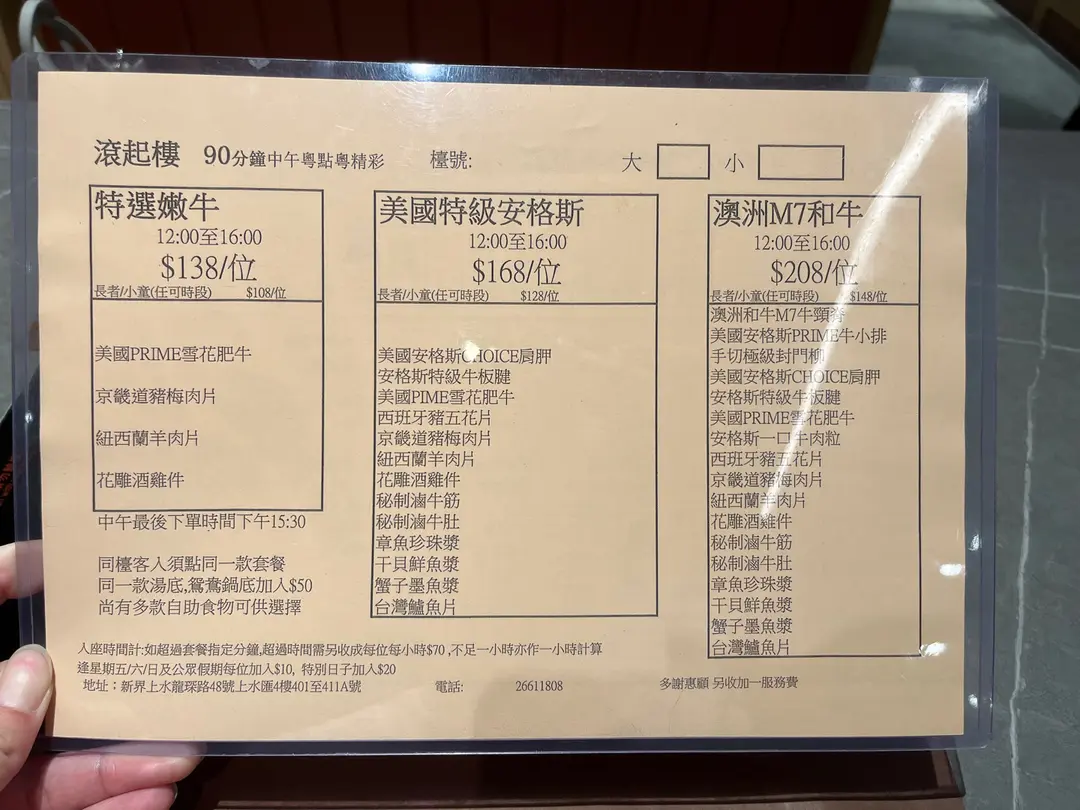 滾起樓 90分鐘中午粵點粵精彩 檯號: 大 小
特選嫩牛
12:00至16:00
$138/位
長者/小童(任可時段) $108/位
美國PRIME雪花肥牛
京畿道豬梅肉片
紐西蘭羊肉片
花雕酒雞件
中午最後下單時間下午15:30
同檯客入須點同一款套餐
同一款湯底,鴛鴦鍋底加入$50
尚有多款自助食物可供選擇
美國特級安格斯
12:00至16:00
$168/位
長者/小童(任可時段) $128/位
美國安格斯CHOICE肩胛
安格斯特級牛板腱
美國PIME雪花肥牛
西班牙豬五花片
京畿道豬梅肉片
紐西蘭羊肉片
花雕酒雞件
秘制滷牛筋
秘制滷牛肚
章魚珍珠漿
干貝鮮魚漿
蟹子墨魚漿
台灣鱸魚片
澳洲M7和牛
12:00至16:00
$208/位
長者/小童(任可時段) $148/位
澳洲和牛M7牛頸脊
美國安格斯PRIME牛小排
手切極級封門柳
美國安格斯CHOICE肩胛
安格斯特級牛板腱
美國PRIME雪花肥牛
安格斯一口牛肉粒
西班牙豬五花片
京畿道豬梅肉片
紐西蘭羊肉片
花雕酒雞件
秘制滷牛筋
秘制滷牛肚
章魚珍珠漿
干貝鮮魚漿
蟹子墨魚漿
台灣鱸魚片
人座時間計:如超過套餐指定分鐘,超過時間需另收成每位每小時$70 ,不足一小時亦作一小時計算
逢星期五/六/日及公眾假期每位加入$10, 特別日子加入$20
地址：新界上水龍琛路48號上水匯4樓401至411A號 電話: 26611808 多謝惠顧 另收加一服務費